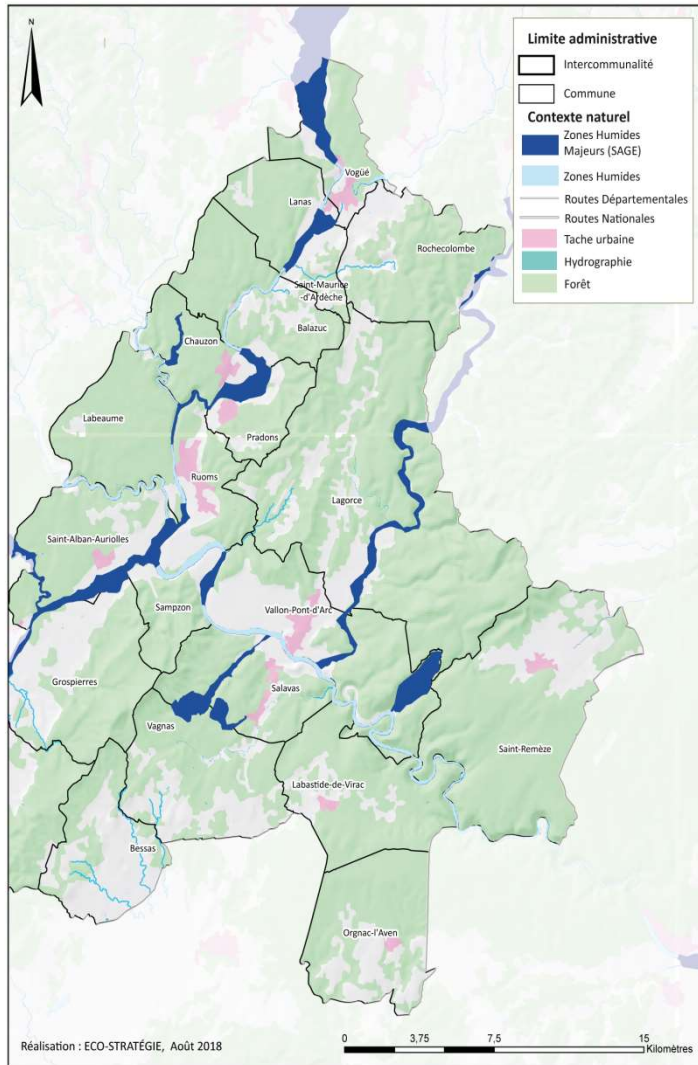 N
Limite administrative
Intercommunalité
Commune
Contexte naturel
Zones Humides
Majeurs (SAGE)
Zones Humides
Routes Départementales
Routes Nationales
Tache urbaine
Hydrographie
Forêt
Vogüé
Lanas
Rochecolombe
Saint-Maurice
-d'Ardèche
Balazuc
Chauzon
Labeaume
Pradons
Ruoms
Lagorce
Saint-Alban-Auriolles
Sampzon
Vallon-Pont-d'Arc
Grospierres
Salavas
Vagnas
Saint-Remèze
Labastide-de-Virac
Bessas
Orgnac-l'Aven
Réalisation : ECO-STRATÉGIE, Août 2018
0 3,75 7,5 15
Kilomètres